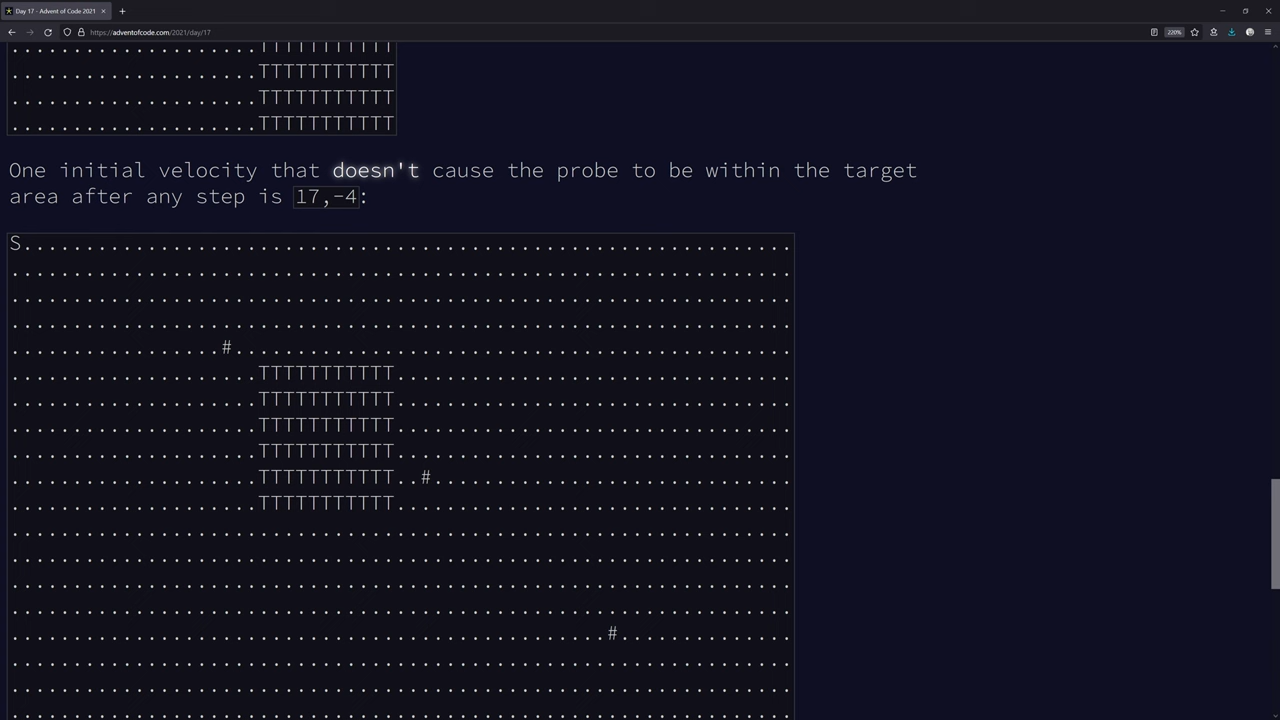 Day 17 - Advent of Code 2021
https://adventofcode.com/2021/day/17
220%
....................TTTTTTTTTTT
....................TTTTTTTTTTT
....................TTTTTTTTTTT
....................TTTTTTTTTTT
One initial velocity that doesn't cause the probe to be within the target
area after any step is 17,-4:
S..............................................................
...............................................................
...............................................................
...............................................................
.................#.............................................
....................TTTTTTTTTTT................................
....................TTTTTTTTTTT................................
....................TTTTTTTTTTT................................
....................TTTTTTTTTTT................................
....................TTTTTTTTTTT..#.............................
....................TTTTTTTTTTT................................
...............................................................
...............................................................
...............................................................
...............................................................
................................................#..............
...............................................................
...............................................................
...............................................................